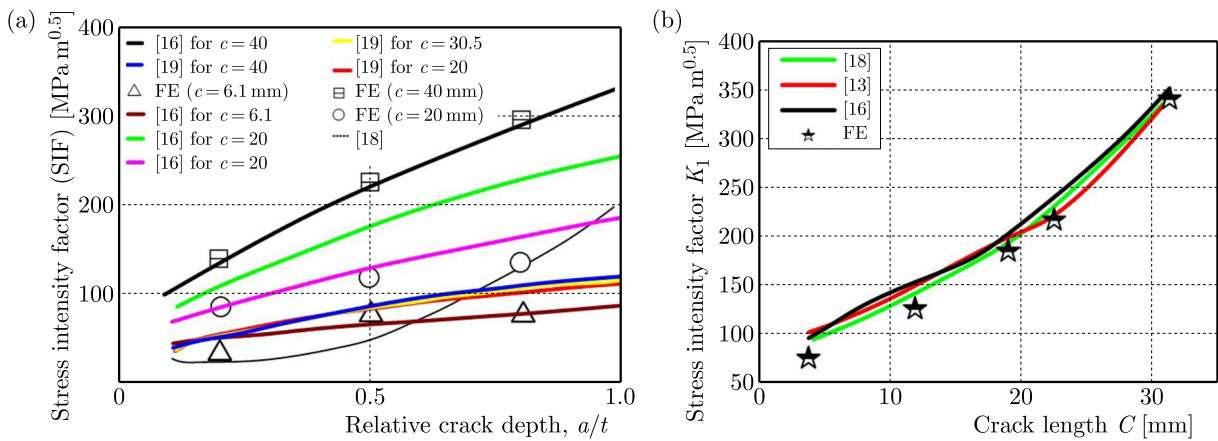 (a)
Stress intensity factor (SIF) [MPa m^0.5]
400
300
200
100
0
0.5
1.0
Relative crack depth, a/t
[16] for c = 40
[19] for c = 40
FE (c = 6.1 mm)
[16] for c = 6.1
[16] for c = 20
[16] for c = 20
[19] for c = 30.5
[19] for c = 20
FE (c = 40 mm)
FE (c = 20 mm)
[18]
(b)
Stress intensity factor K₁ [MPa m^0.5]
400
350
300
250
200
150
100
50
0
10
20
30
Crack length C [mm]
[18]
[13]
[16]
FE